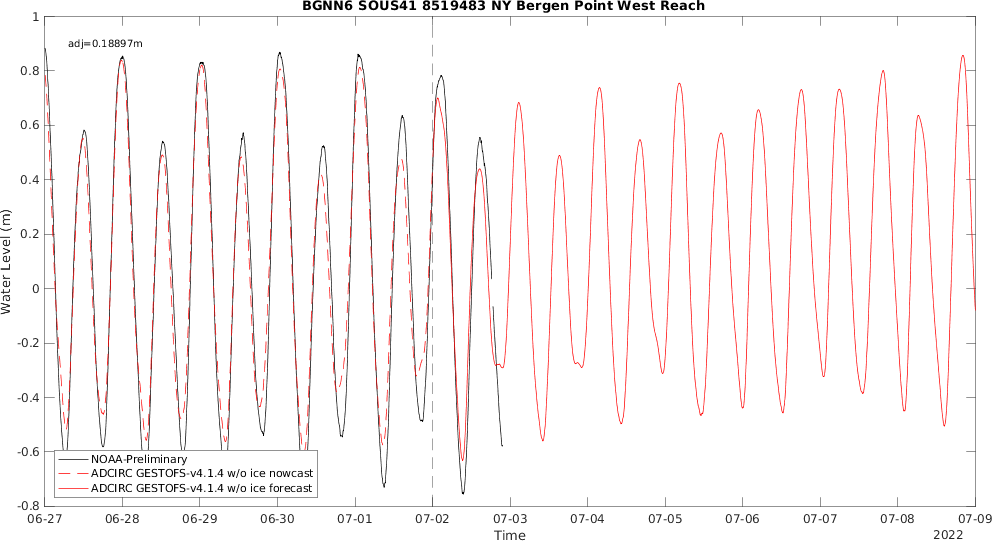 BGNN6 SOUS41 8519483 NY Bergen Point West Reach
adj=0.18897m
1
0.8
0.6
0.4
0.2
0
-0.2
-0.4
-0.6
-0.8
Water Level (m)
NOAA-Preliminary
ADCIRC GESTOFS-v4.1.4 w/o ice nowcast
ADCIRC GESTOFS-v4.1.4 w/o ice forecast
06-27 06-28 06-29 06-30 07-01 07-02 07-03 07-04 07-05 07-06 07-07 07-08 07-09
Time
2022